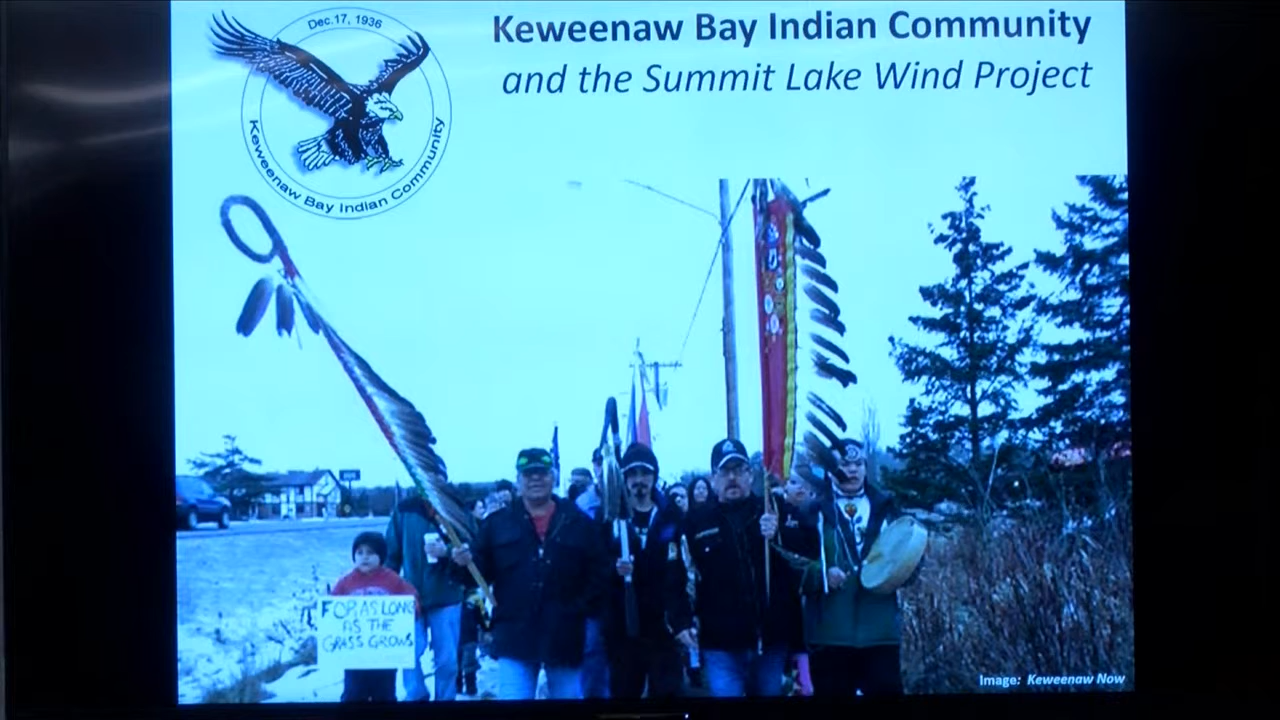 Dec.17, 1936
Keweenaw Bay Indian Community
Keweenaw Bay Indian Community
and the Summit Lake Wind Project
FOR AS LONG
AS THE
GRASS GROWS
Image: Keweenaw Now